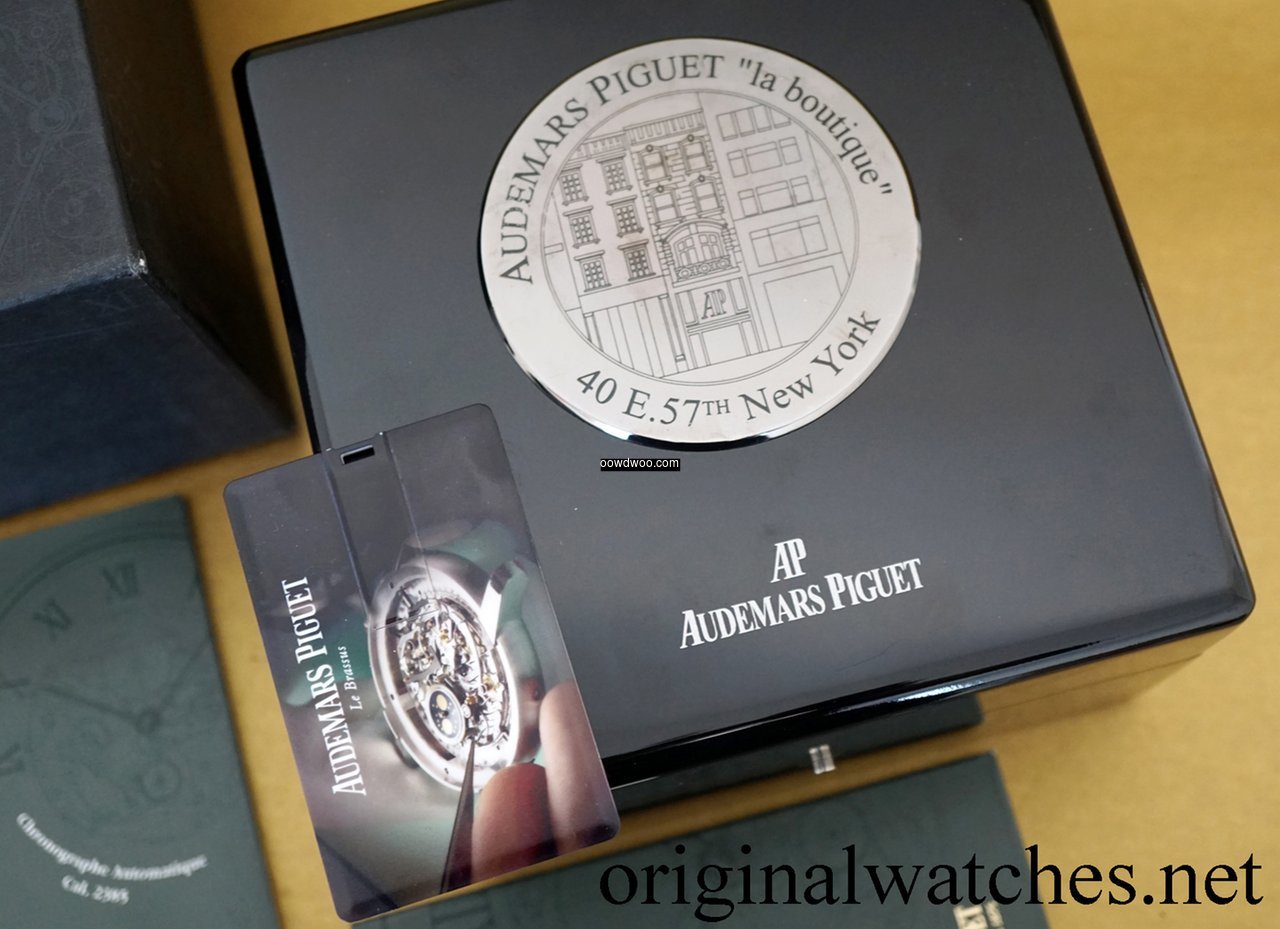 AUDEMARS PIGUET "la boutique"
AP
40 E.57TH New York
oowdwoo.com
AP
AUDEMARS PIGUET
AUDEMARS PIGUET
Le Brassus
Chronographe Automatique
Cal. 2385
originalwatches.net